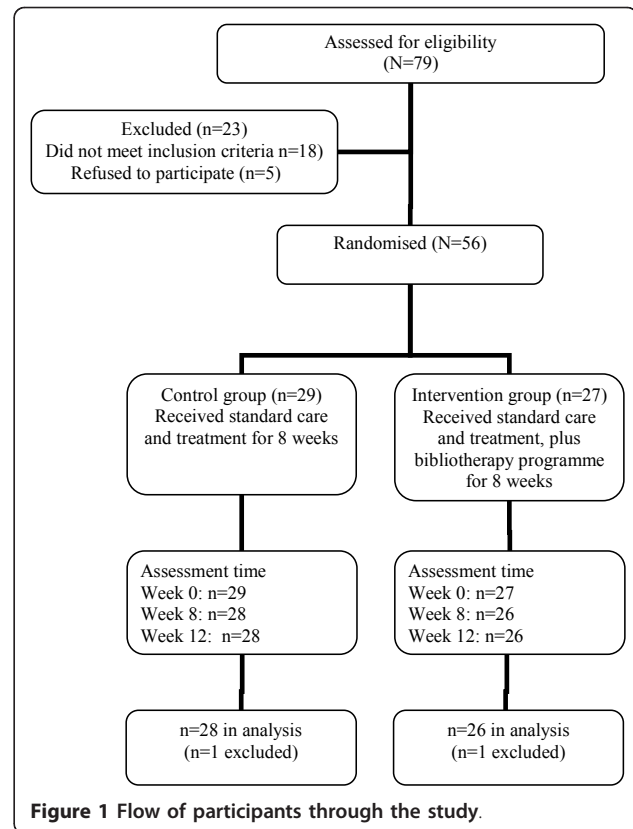 Assessed for eligibility
(N=79)
Excluded (n=23)
Did not meet inclusion criteria n=18)
Refused to participate (n=5)
Randomised (N=56)
Control group (n=29)
Received standard care
and treatment for 8 weeks
Intervention group (n=27)
Received standard care
and treatment, plus
bibliotherapy programme
for 8 weeks
Assessment time
Week 0: n=29
Week 8: n=28
Week 12: n=28
Assessment time
Week 0: n=27
Week 8: n=26
Week 12: n=26
n=28 in analysis
(n=1 excluded)
n=26 in analysis
(n=1 excluded)
Figure 1 Flow of participants through the study.